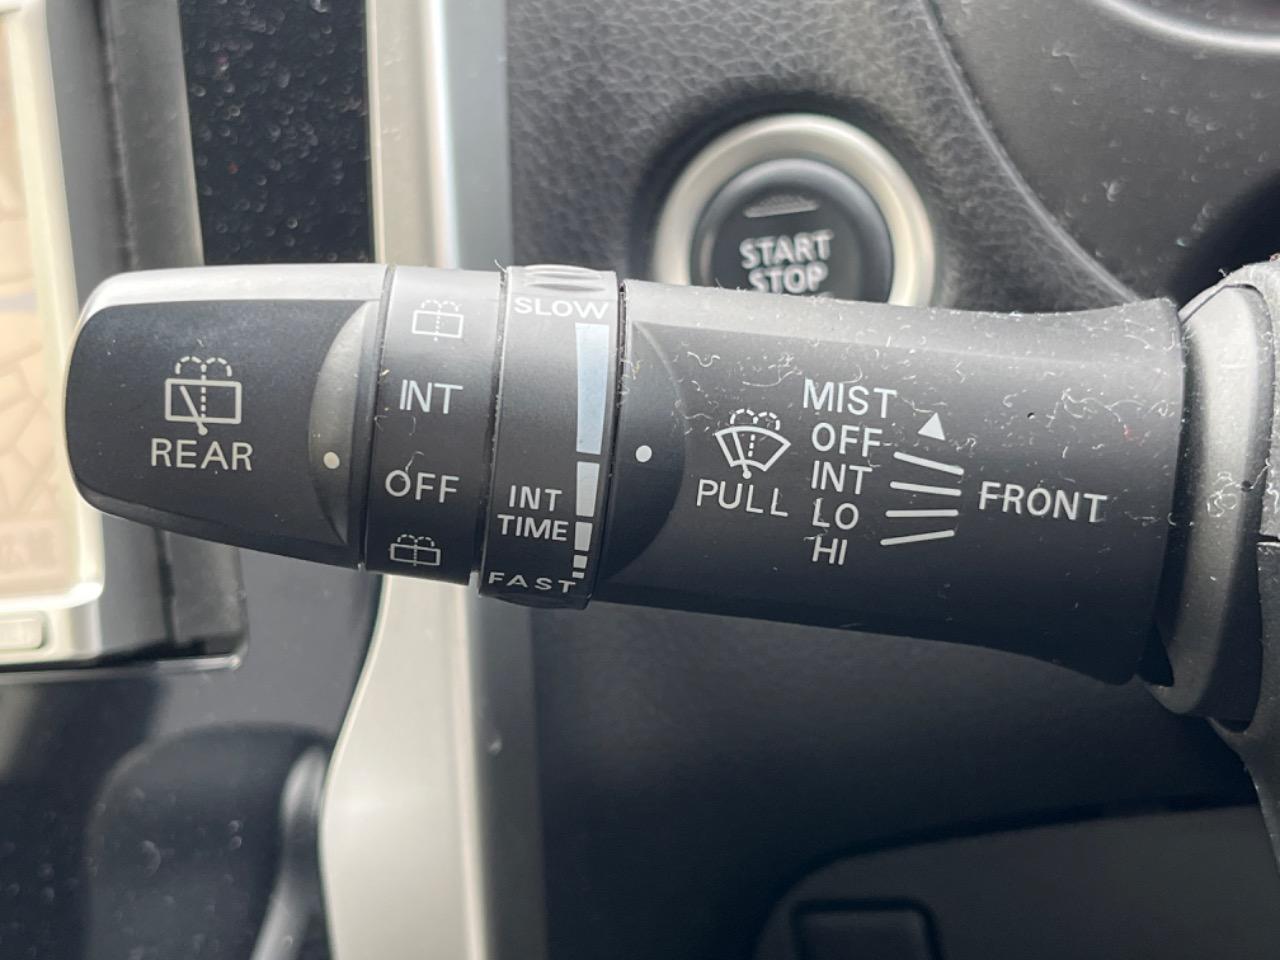 START
STOP
REAR
INT
OFF
SLOW
INT
TIME
FAST
PULL
MIST
OFF
INT
LO
HI
FRONT